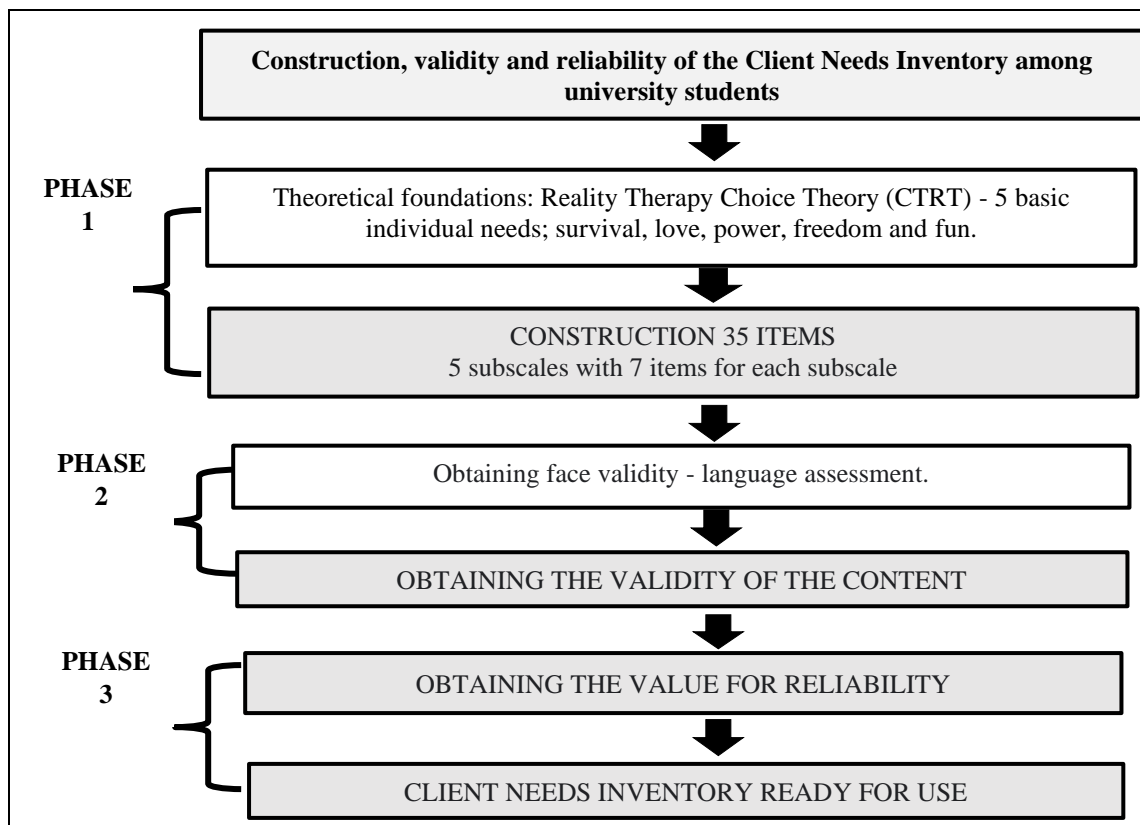 Construction, validity and reliability of the Client Needs Inventory among
university students
PHASE
1
Theoretical foundations: Reality Therapy Choice Theory (CTRT) - 5 basic
individual needs; survival, love, power, freedom and fun.
CONSTRUCTION 35 ITEMS
5 subscales with 7 items for each subscale
PHASE
2
Obtaining face validity - language assessment.
OBTAINING THE VALIDITY OF THE CONTENT
PHASE
3
OBTAINING THE VALUE FOR RELIABILITY
CLIENT NEEDS INVENTORY READY FOR USE